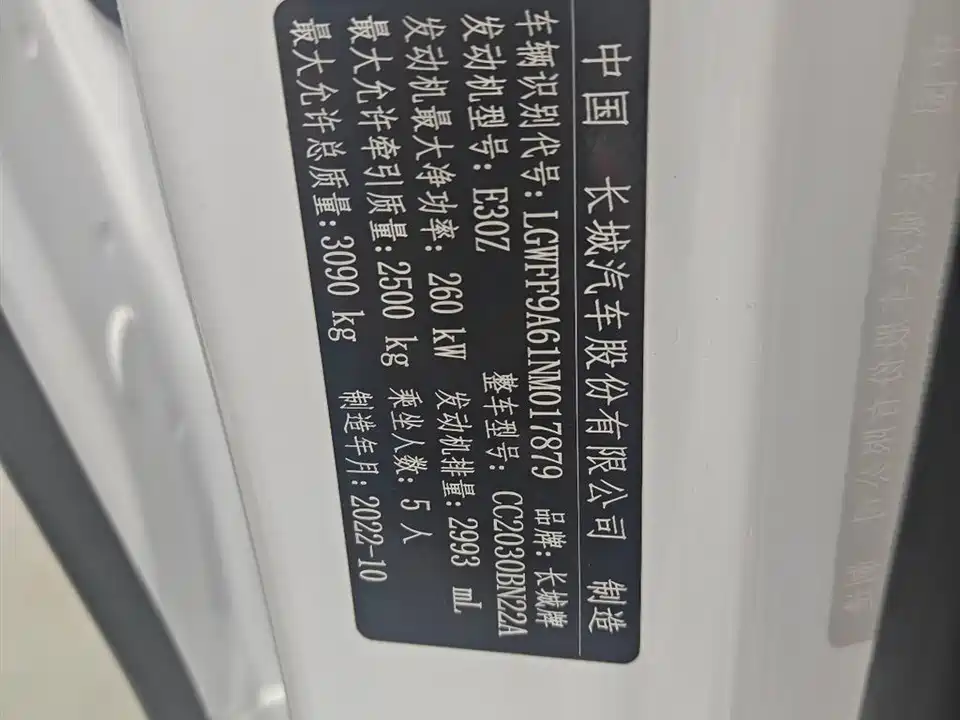 中国 长城汽车股份有限公司 制造
车辆识别代号:LGWFF9A61NM017879 品牌:长城牌
发动机型号:E30Z 整车型号:CC2030BN22A
发动机最大净功率:260 kW 发动机排量:2993 mL
最大允许牵引质量:2500 kg 乘坐人数:5 人
最大允许总质量:3090 kg 制造年月:2022-10